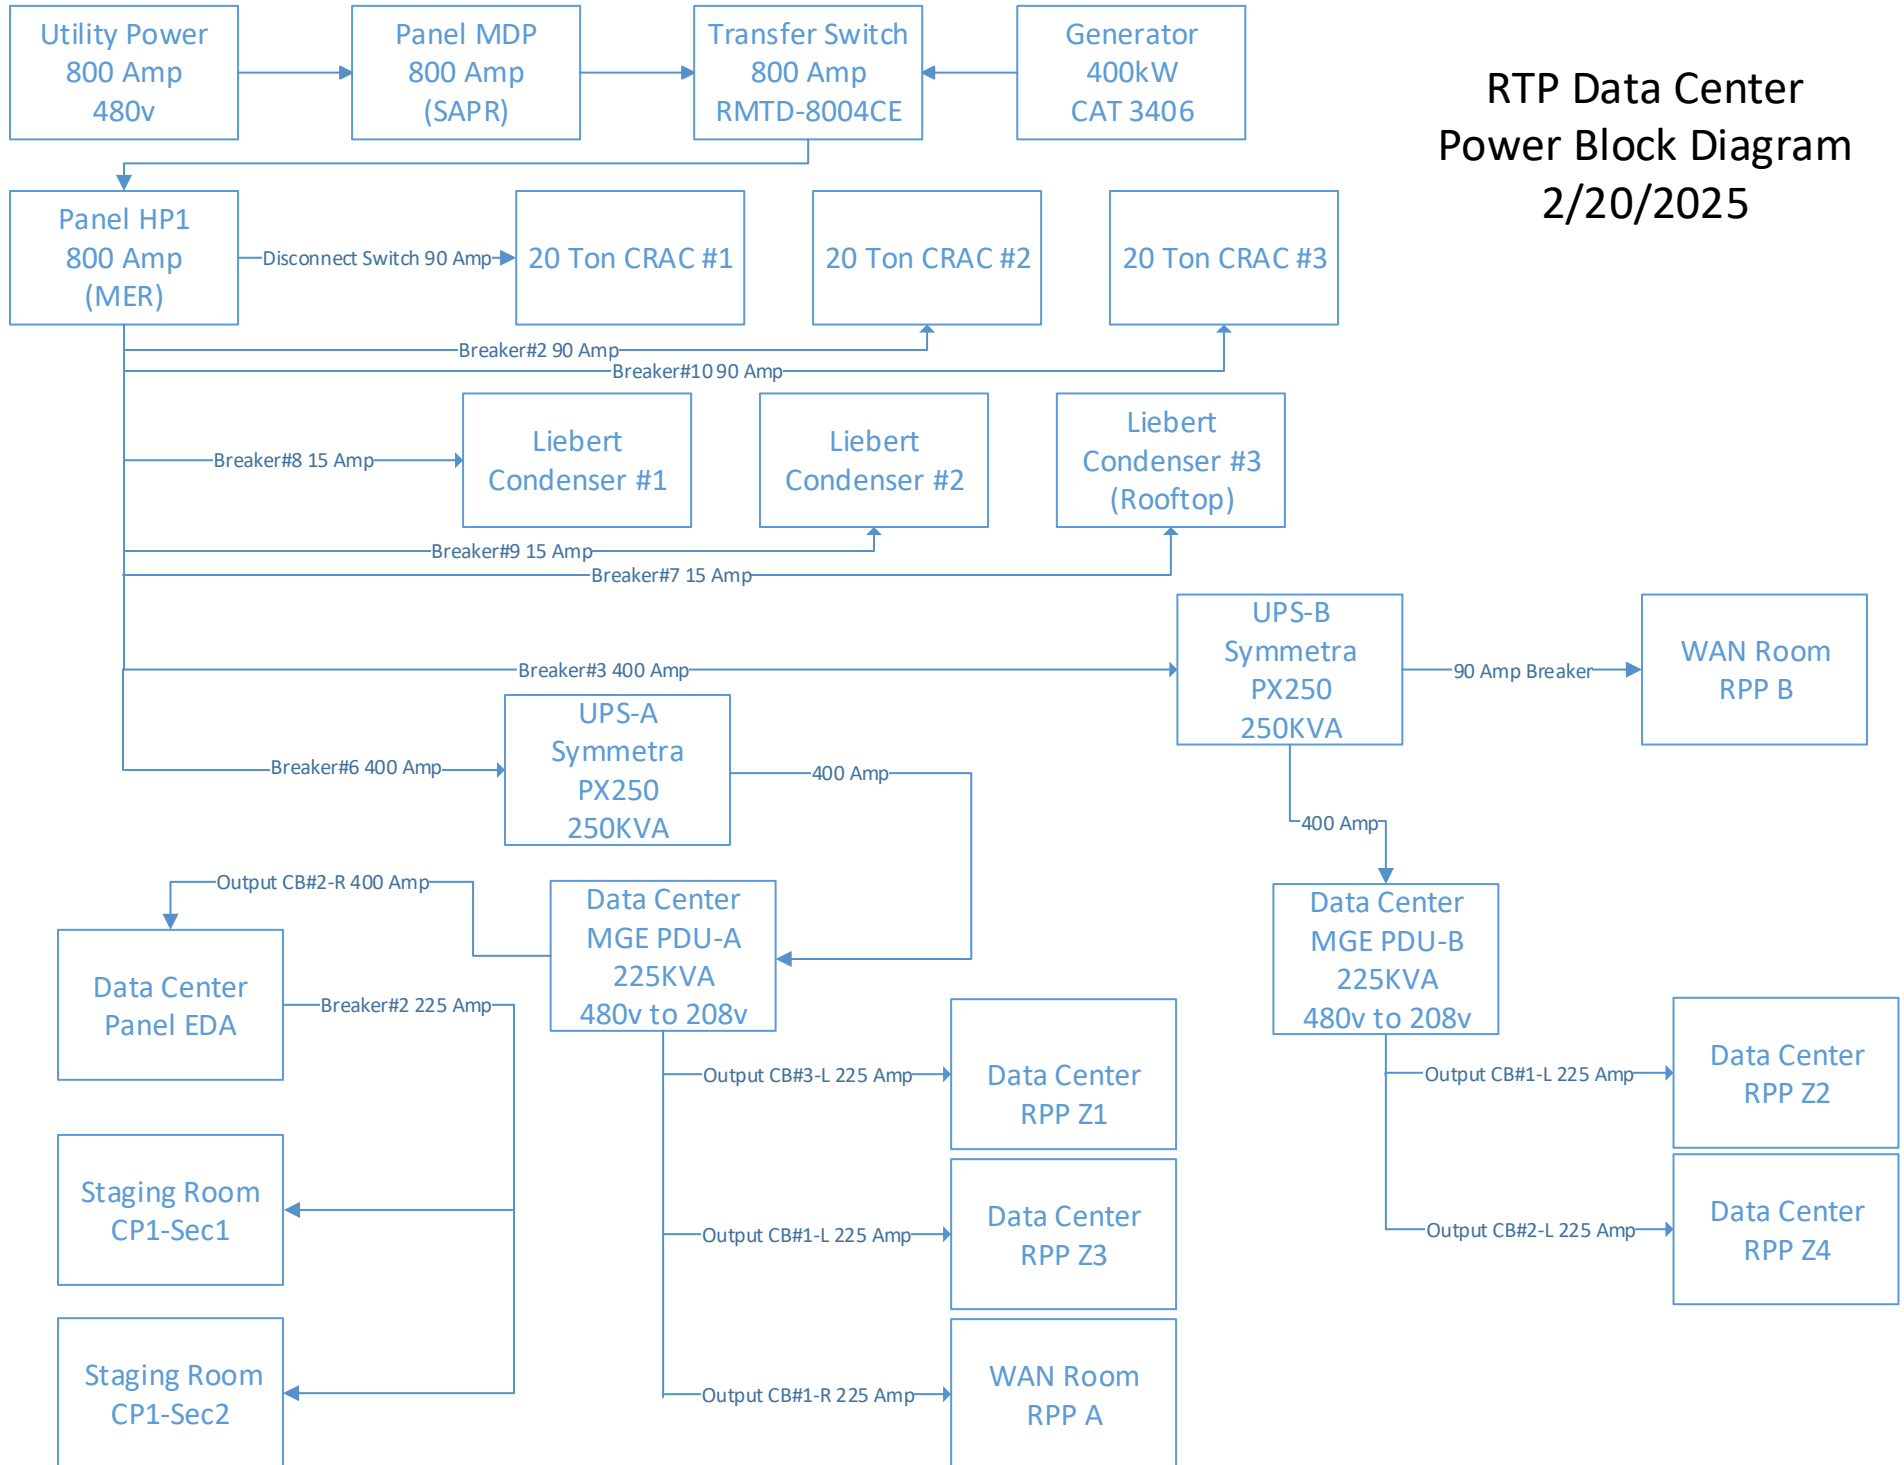 Utility Power
800 Amp
480v
Panel MDP
800 Amp
(SAPR)
Transfer Switch
800 Amp
RMTD-8004CE
Generator
400kW
CAT 3406
RTP Data Center
Power Block Diagram
2/20/2025
Panel HP1
800 Amp
(MER)
Disconnect Switch 90 Amp
20 Ton CRAC #1
20 Ton CRAC #2
20 Ton CRAC #3
Breaker#2 90 Amp
Breaker#10 90 Amp
Breaker#8 15 Amp
Liebert
Condenser #1
Liebert
Condenser #2
Liebert
Condenser #3
(Rooftop)
Breaker#9 15 Amp
Breaker#7 15 Amp
Breaker#3 400 Amp
UPS-B
Symmetra
PX250
250KVA
90 Amp Breaker
WAN Room
RPP B
Breaker#6 400 Amp
UPS-A
Symmetra
PX250
250KVA
400 Amp
400 Amp
Output CB#2-R 400 Amp
Data Center
MGE PDU-A
225KVA
480v to 208v
Data Center
MGE PDU-B
225KVA
480v to 208v
Data Center
Panel EDA
Breaker#2 225 Amp
Output CB#3-L 225 Amp
Data Center
RPP Z1
Output CB#1-L 225 Amp
Data Center
RPP Z2
Staging Room
CP1-Sec1
Output CB#1-L 225 Amp
Data Center
RPP Z3
Output CB#2-L 225 Amp
Data Center
RPP Z4
Staging Room
CP1-Sec2
Output CB#1-R 225 Amp
WAN Room
RPP A